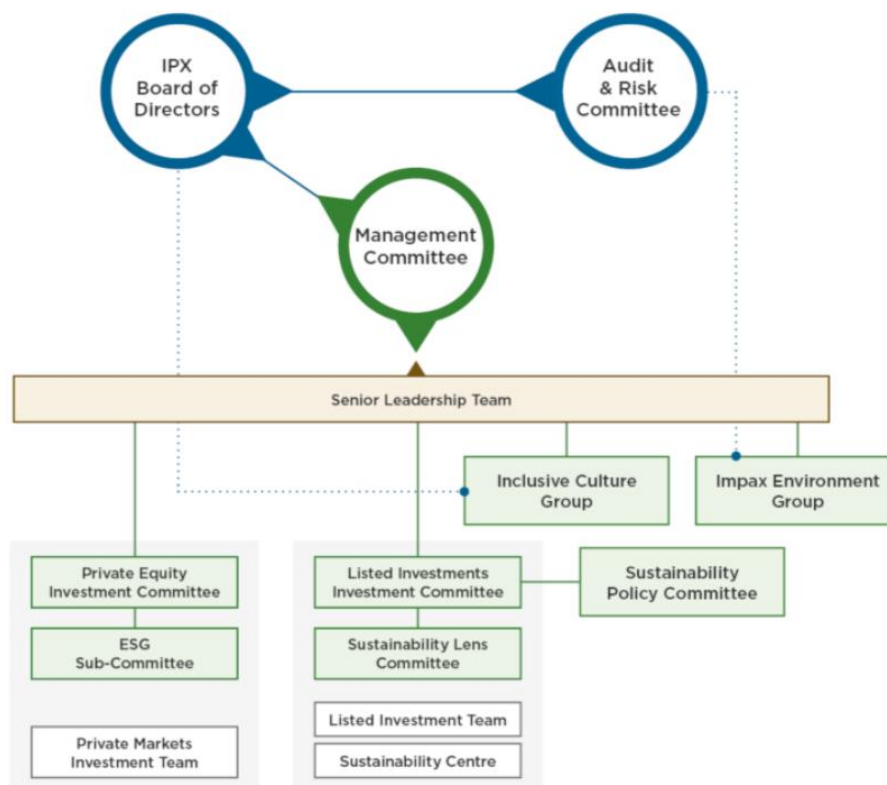 IPX
Board of
Directors
Audit
& Risk
Committee
Management
Committee
Senior Leadership Team
Inclusive Culture
Group
Impax Environment
Group
Private Equity
Investment Committee
Listed Investments
Investment Committee
Sustainability
Policy Committee
ESG
Sub-Committee
Sustainability Lens
Committee
Listed Investment Team
Private Markets
Investment Team
Sustainability Centre